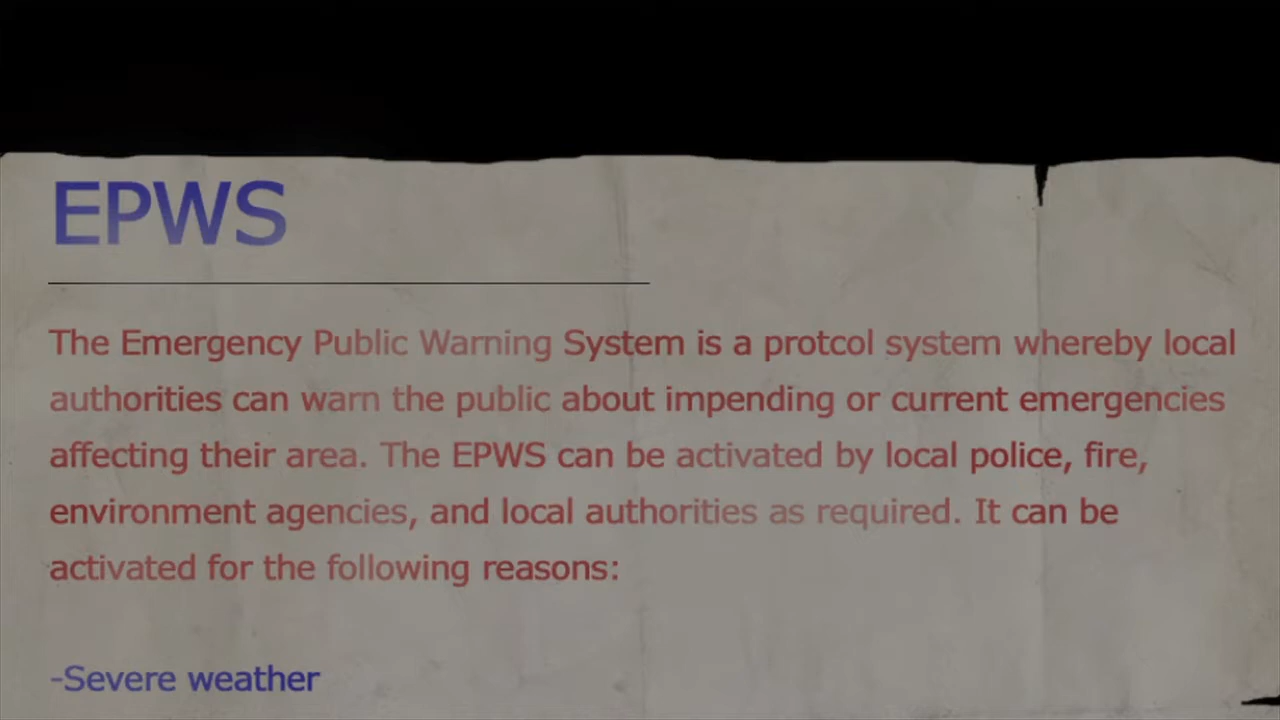 EPWS
The Emergency Public Warning System is a protcol system whereby local
authorities can warn the public about impending or current emergencies
affecting their area. The EPWS can be activated by local police, fire,
environment agencies, and local authorities as required. It can be
activated for the following reasons:
-Severe weather